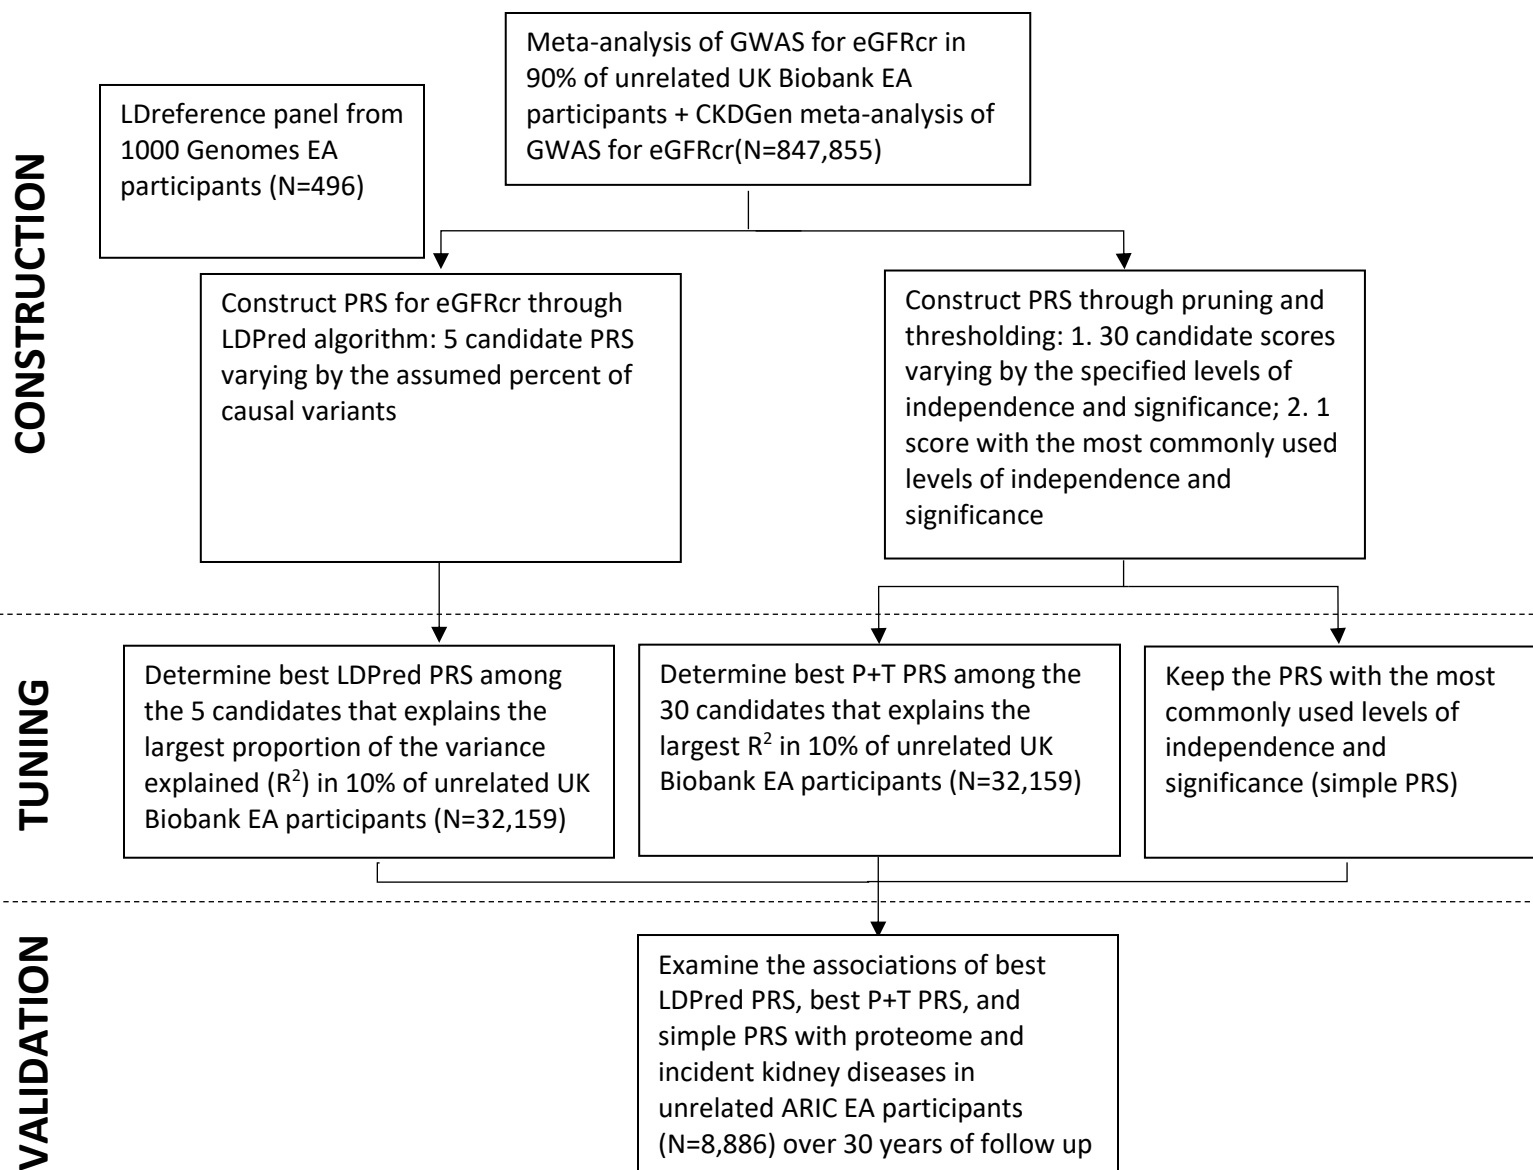 CONSTRUCTION
LDreference panel from
1000 Genomes EA
participants (N=496)
Meta-analysis of GWAS for eGFRcr in
90% of unrelated UK Biobank EA
participants + CKDGen meta-analysis of
GWAS for eGFRcr(N=847,855)
Construct PRS for eGFRcr through
LDPred algorithm: 5 candidate PRS
varying by the assumed percent of
causal variants
Construct PRS through pruning and
thresholding: 1. 30 candidate scores
varying by the specified levels of
independence and significance; 2. 1
score with the most commonly used
levels of independence and
significance
TUNING
Determine best LDPred PRS among
the 5 candidates that explains the
largest proportion of the variance
explained (R²) in 10% of unrelated UK
Biobank EA participants (N=32,159)
Determine best P+T PRS among the
30 candidates that explains the
largest R² in 10% of unrelated UK
Biobank EA participants (N=32,159)
Keep the PRS with the most
commonly used levels of
independence and
significance (simple PRS)
VALIDATION
Examine the associations of best
LDPred PRS, best P+T PRS, and
simple PRS with proteome and
incident kidney diseases in
unrelated ARIC EA participants
(N=8,886) over 30 years of follow up